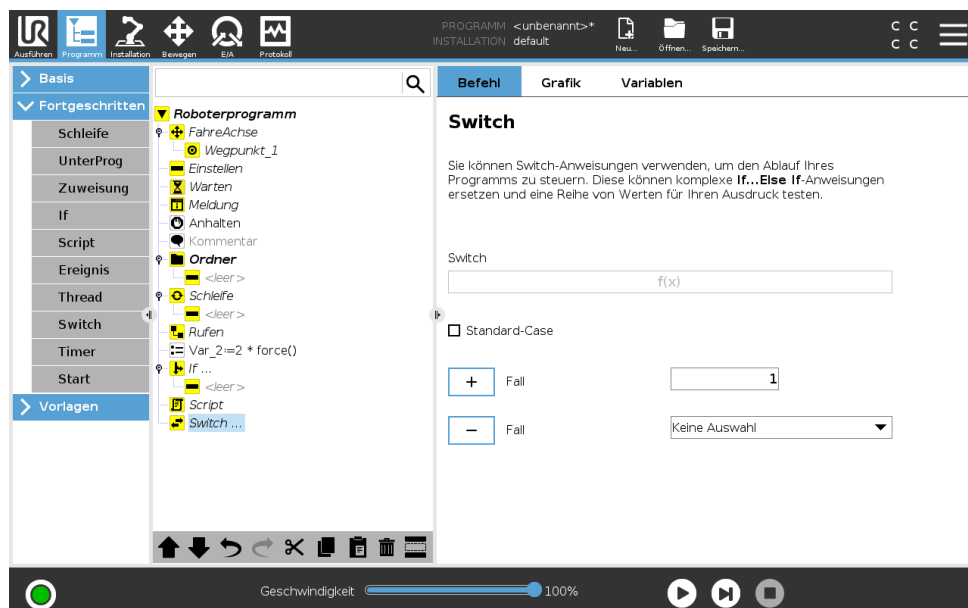 UR
PROGRAMM <unbenannt>*
INSTALLATION default
C C
C C
Ausführen Programm Installation Bewegen E/A Protokoll
Neu... Öffnen... Speichern...
Basis
Fortgeschritten
Schleife
UnterProg
Zuweisung
If
Script
Ereignis
Thread
Switch
Timer
Start
Vorlagen
Roboterprogramm
FahreAchse
Wegpunkt_1
Einstellen
Warten
Meldung
Anhalten
Kommentar
Ordner
<leer>
Schleife
<leer>
Rufen
Var_2:=2 * force()
If ...
<leer>
Script
Switch ...
Befehl Grafik Variablen
Switch
Sie können Switch-Anweisungen verwenden, um den Ablauf Ihres
Programms zu steuern. Diese können komplexe If...Else If-Anweisungen
ersetzen und eine Reihe von Werten für Ihren Ausdruck testen.
Switch
f(x)
Standard-Case
+ Fall 1
− Fall Keine Auswahl
Geschwindigkeit 100%